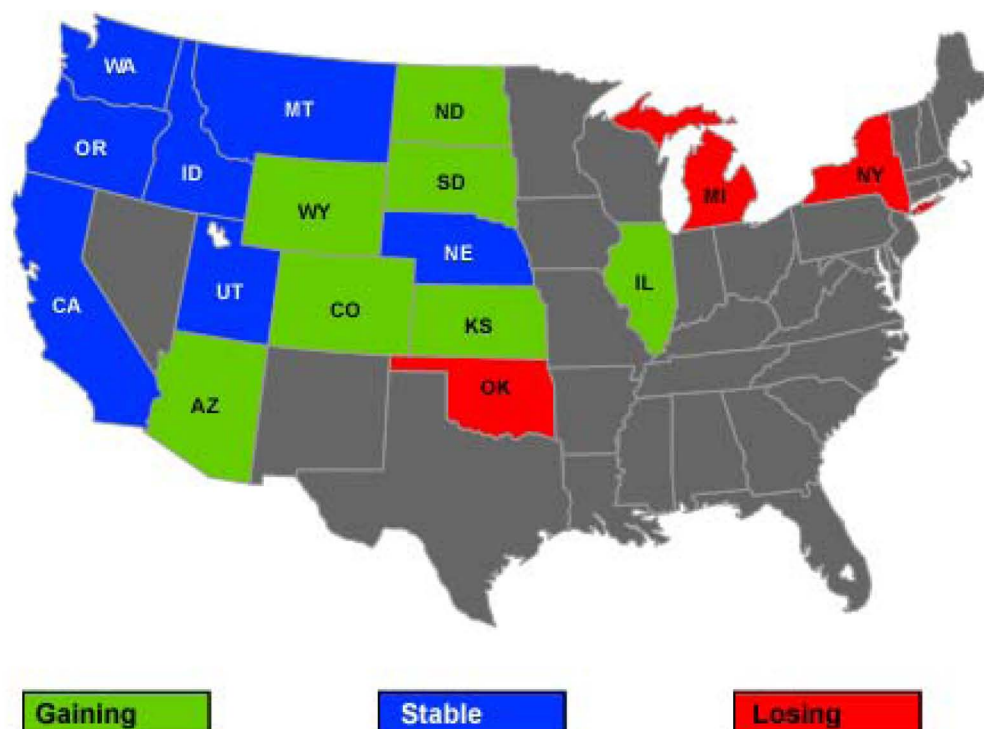 WA
MT
ND
OR
ID
SD
WY
NE
MI
NY
CA
UT
CO
KS
IL
AZ
OK
Gaining
Stable
Losing